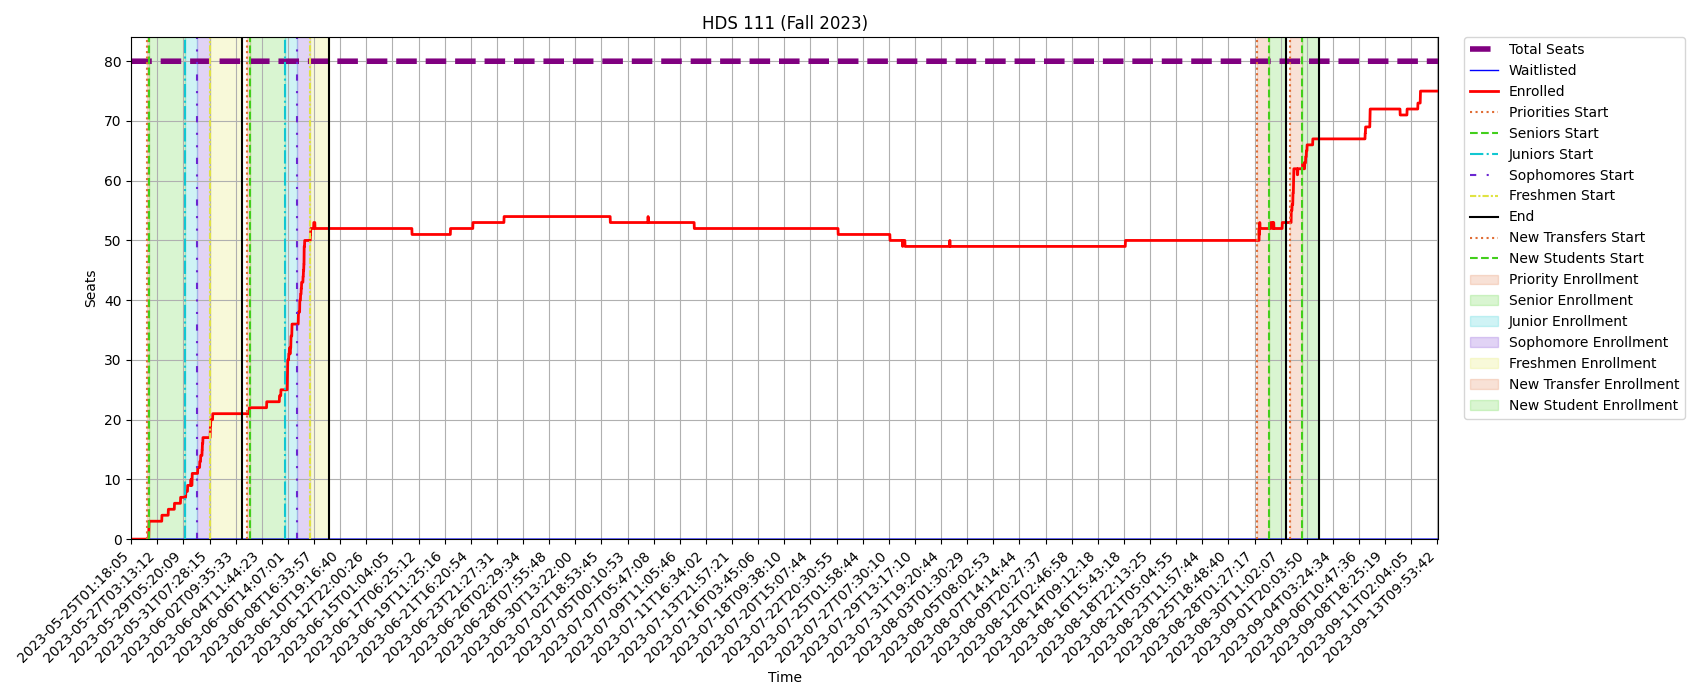 HDS 111 (Fall 2023)
Seats
80
70
60
50
40
30
20
10
0
2023-05-25T01:18:05
2023-05-27T03:13:12
2023-05-29T05:20:09
2023-05-31T07:28:15
2023-06-02T09:35:33
2023-06-04T11:44:23
2023-06-06T14:07:01
2023-06-08T16:33:57
2023-06-10T19:16:40
2023-06-12T22:00:26
2023-06-15T01:04:05
2023-06-17T06:25:12
2023-06-19T11:25:16
2023-06-21T16:20:54
2023-06-23T21:27:31
2023-06-26T02:29:34
2023-06-28T07:55:48
2023-06-30T13:22:00
2023-07-02T18:53:45
2023-07-05T00:10:53
2023-07-07T05:47:08
2023-07-09T11:05:46
2023-07-11T16:34:02
2023-07-13T21:57:21
2023-07-16T03:45:06
2023-07-18T09:38:10
2023-07-20T15:07:44
2023-07-22T20:30:55
2023-07-25T01:58:44
2023-07-27T07:30:10
2023-07-29T13:17:10
2023-07-31T19:20:44
2023-08-03T01:30:29
2023-08-05T08:02:53
2023-08-07T14:14:44
2023-08-09T20:27:37
2023-08-12T02:46:58
2023-08-14T09:12:18
2023-08-16T15:43:18
2023-08-18T22:13:25
2023-08-21T05:04:55
2023-08-23T11:57:44
2023-08-25T18:48:40
2023-08-28T01:27:17
2023-08-30T11:02:07
2023-09-01T20:03:50
2023-09-04T03:24:34
2023-09-06T10:47:36
2023-09-08T18:25:19
2023-09-11T02:04:05
2023-09-13T09:53:42
Time
Total Seats
Waitlisted
Enrolled
Priorities Start
Seniors Start
Juniors Start
Sophomores Start
Freshmen Start
End
New Transfers Start
New Students Start
Priority Enrollment
Senior Enrollment
Junior Enrollment
Sophomore Enrollment
Freshmen Enrollment
New Transfer Enrollment
New Student Enrollment